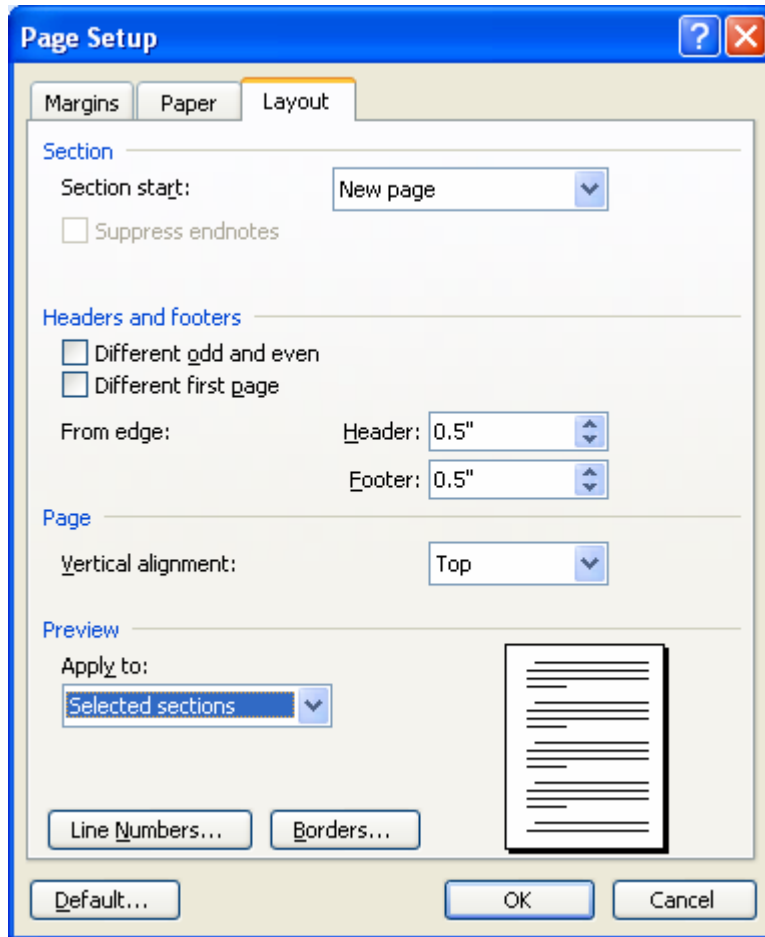 Page Setup
?
Margins Paper Layout
Section
Section start: New page
Suppress endnotes
Headers and footers
Different odd and even
Different first page
From edge: Header: 0.5"
Footer: 0.5"
Page
Vertical alignment: Top
Preview
Apply to:
Selected sections
Line Numbers... Borders...
Default... OK Cancel